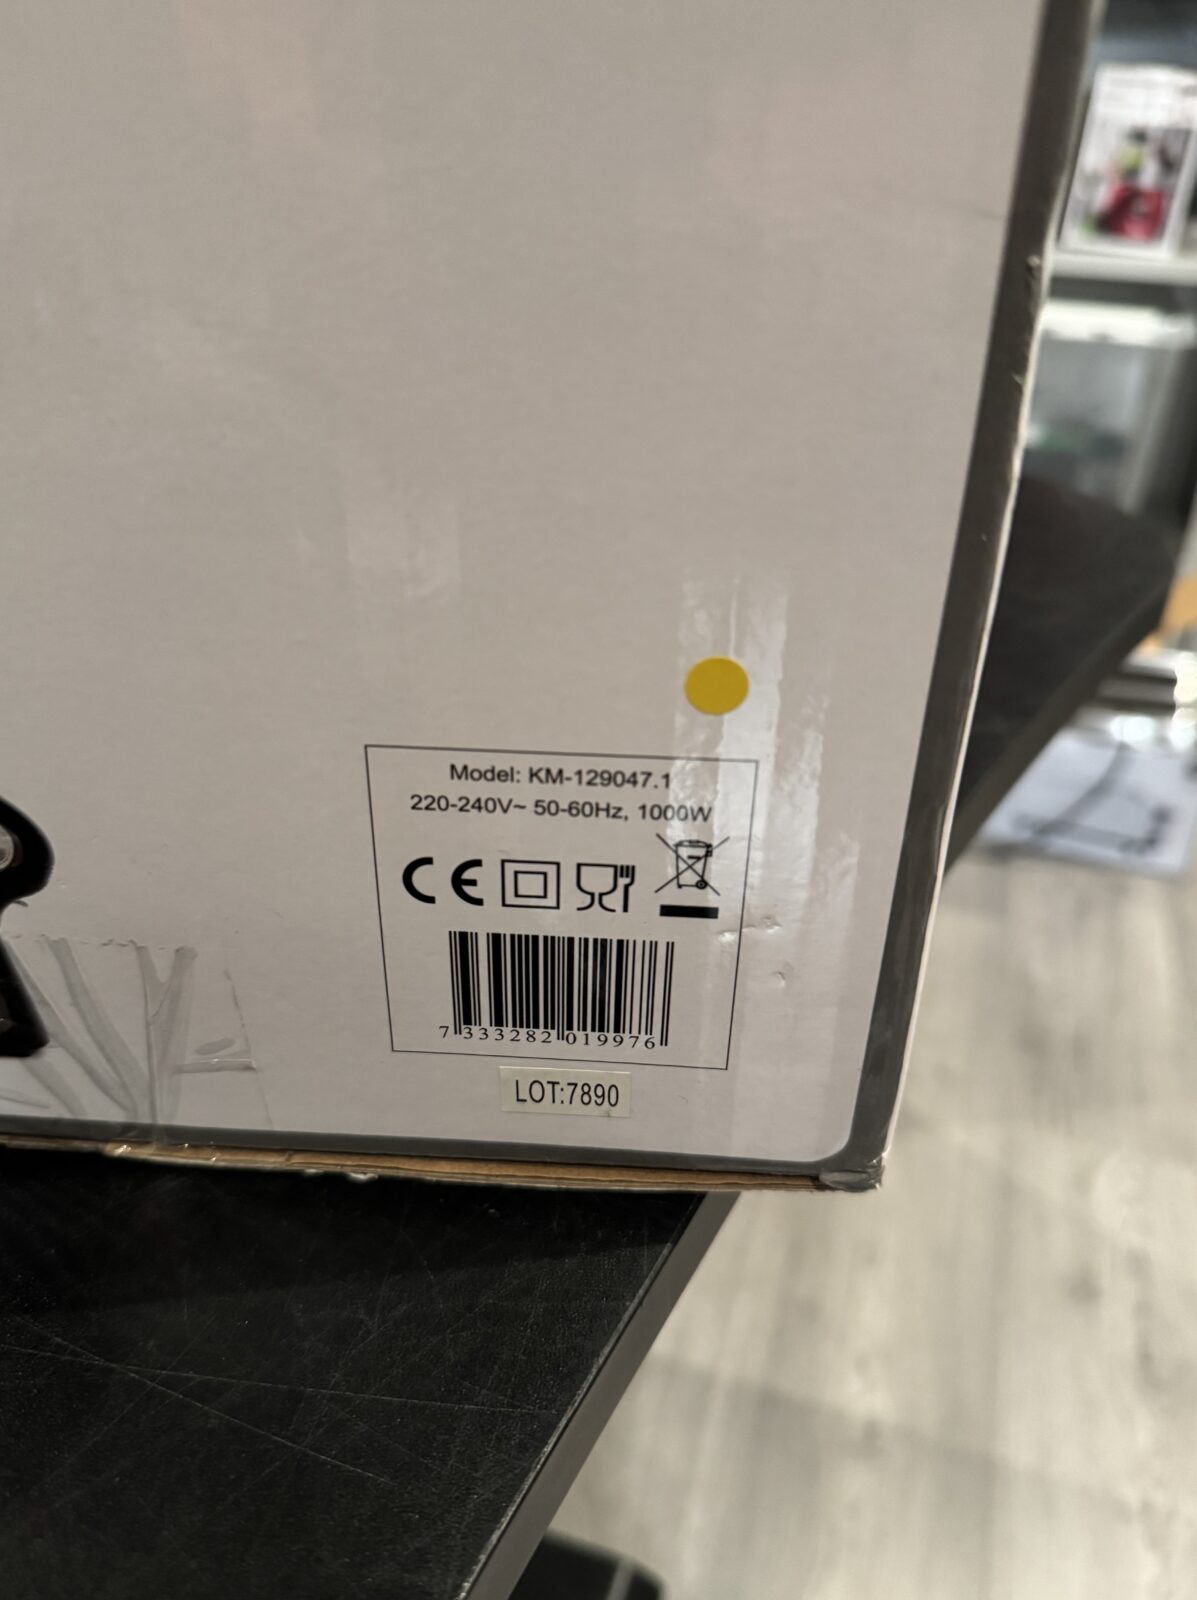 Model: KM-129047.1
220-240V~ 50-60Hz, 1000W
CE
7 333282 019976
LOT:7890